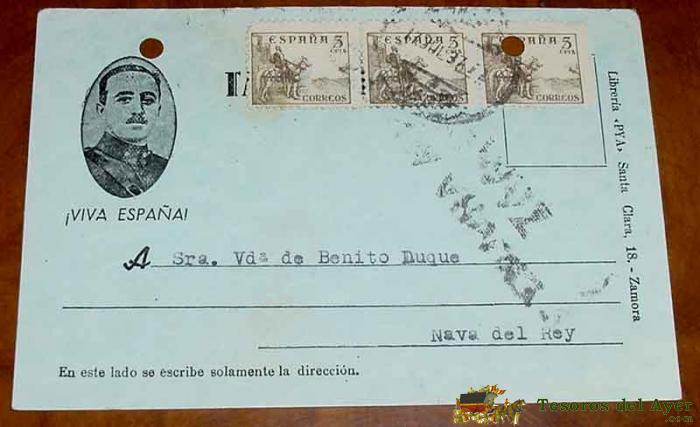 ESPAÑA 5 CTS
CORREOS
ESPAÑA 5 CTS
CORREOS
ESPAÑA 5 CTS
CORREOS
¡VIVA ESPAÑA!
A Sra. Vdª de Benito Duque
Nava del Rey
En este lado se escribe solamente la dirección.
Librería «PYA» Santa Clara, 18.- Zamora
Tesoros del Ayer
.com